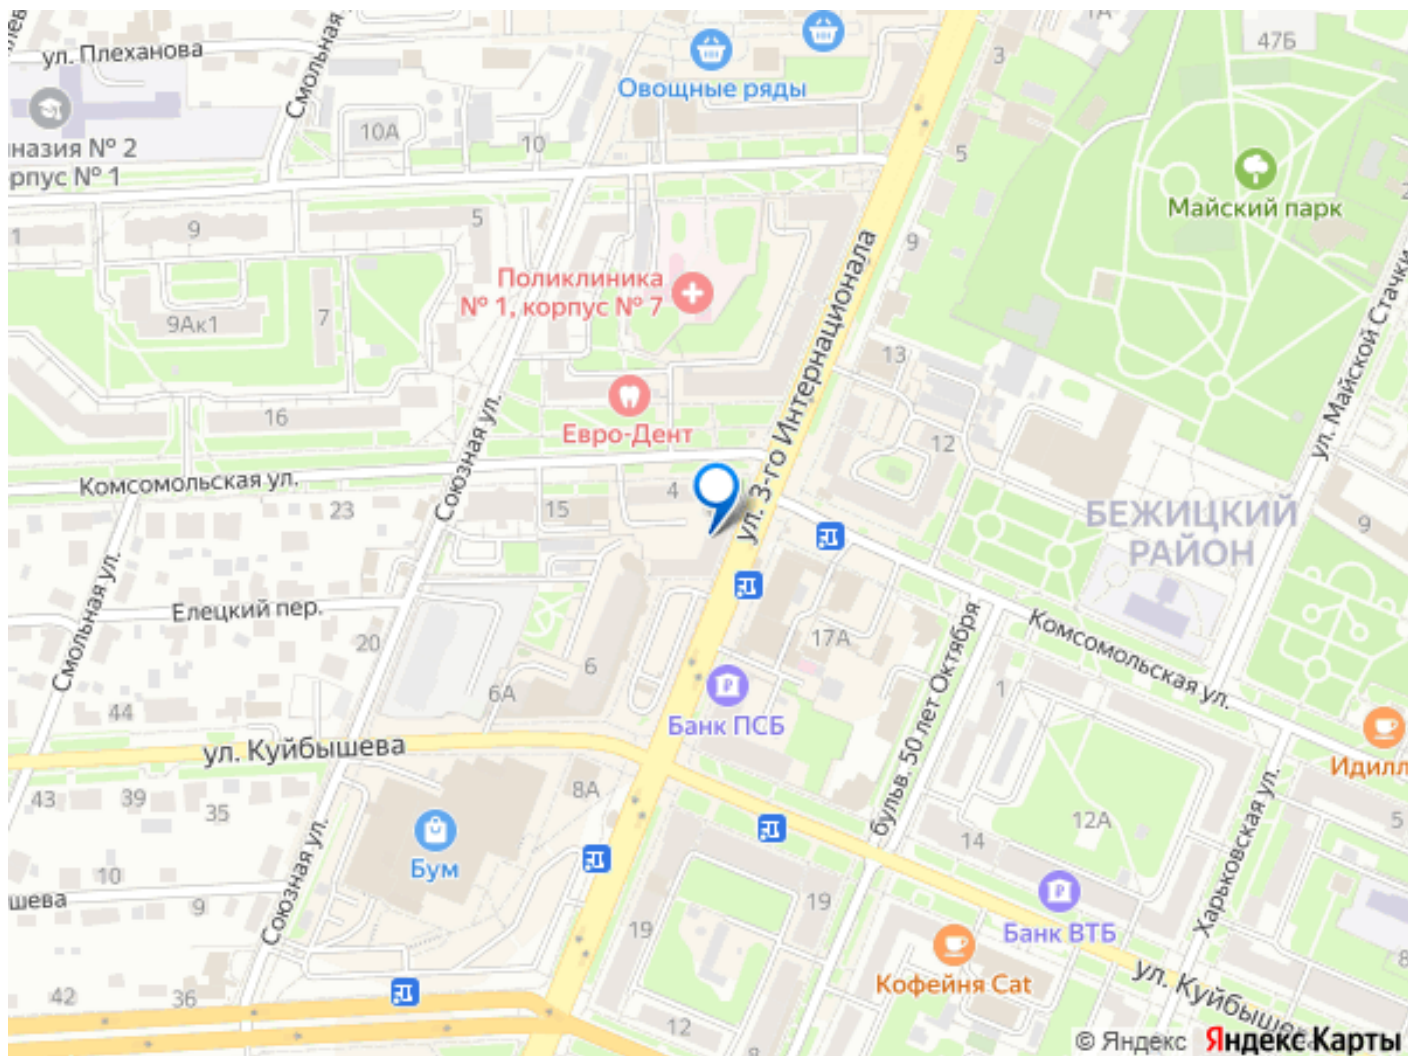 ул. Плеханова
Смольная
47Б
3
Овощные ряды
10А
10
назия № 2
рпус № 1
5
Майский парк
1
9
5
9
Поликлиника
№ 1, корпус № 7
ул. 3-го Интернационала
9Ак1
7
13
ул. Майской Стачки
16
Евро-Дент
12
Союзная ул.
Комсомольская ул.
4
23
15
БЕЖИЦКИЙ
РАЙОН
9
Смольная ул.
Елецкий пер.
20
17А
6
6А
1
Комсомольская ул.
44
Банк ПСБ
бульв. 50 лет Октября
ул. Куйбышева
Идилл
43
39
35
8А
14
12А
5
Бум
Харьковская ул.
10
шева
9
Союзная ул.
19
19
Банк ВТБ
Кофейня Cat
ул. Куйбышева
8
42
36
12
© Яндекс Яндекс Карты